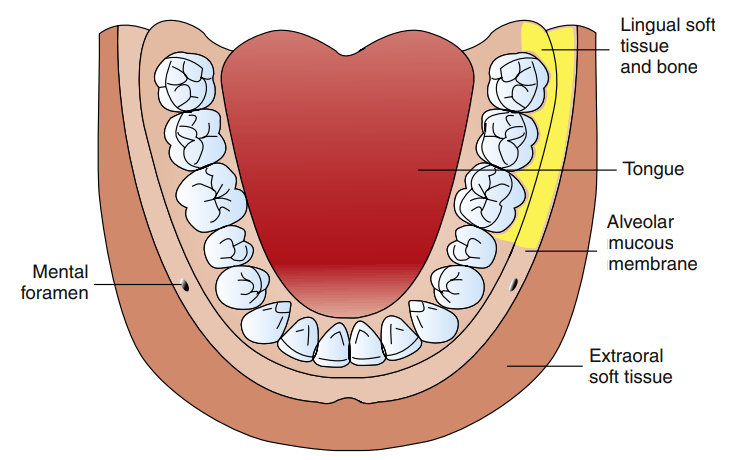 Lingual soft
tissue
and bone
Tongue
Alveolar
mucous
membrane
Mental
foramen
Extraoral
soft tissue